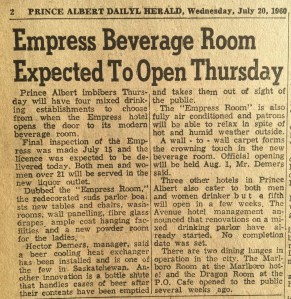 2 PRINCE ALBERT DAILYL HERALD, Wednesday, July 20, 1960
Empress Beverage Room
Expected To Open Thursday
Prince Albert imbibers Thurs-
day will have four mixed drink-
ing establishments to choose
from when the Empress hotel
opens the door to its modern
beverage room.
Final inspection of the Em-
press was made July 15 and the
licence was expected to be de-
livered today. Both men and wo-
men over 21 will be served in the
new liquor outlet.
Dubbed the "Empress Room,"
the redecorated suds parlor boa-
sts new tables and chairs, wash-
rooms, wall panelling, fibre glass
drapes, ample coat hanging fac-
ilities and a new powder room
for the ladies.
Hector Demers, manager, said
a beer cooling heat exchanger
has been installed and is one of
the few in Saskatchewan. An-
other innovation is a bottle shute
that handles cases of beer after
the contents have been emptied
and takes them out of sight of
the public.
The "Empress Room" is also
fully air conditioned and patrons
will be able to relax in spite of
hot and humid weather outside.
A wall - to - wall carpet forms
the crowning touch in the new
beverage room. Official opening
will be held Aug. 1, Mr. Demers
said.
Three other hotels in Prince
Albert also cater to both men
and women drinkers but a fifth
will open in a few weeks. The
Avenue hotel management an-
nounced that renovations on a mi-
xed drinking parlor have al-
ready started. No completion
date was set.
There are two dining lounges
in operation in the city. The Marl-
boro Room at the Marlboro hot-
el and the Dragon Room at the
P.O. Cafe opened to the public
several weeks ago.